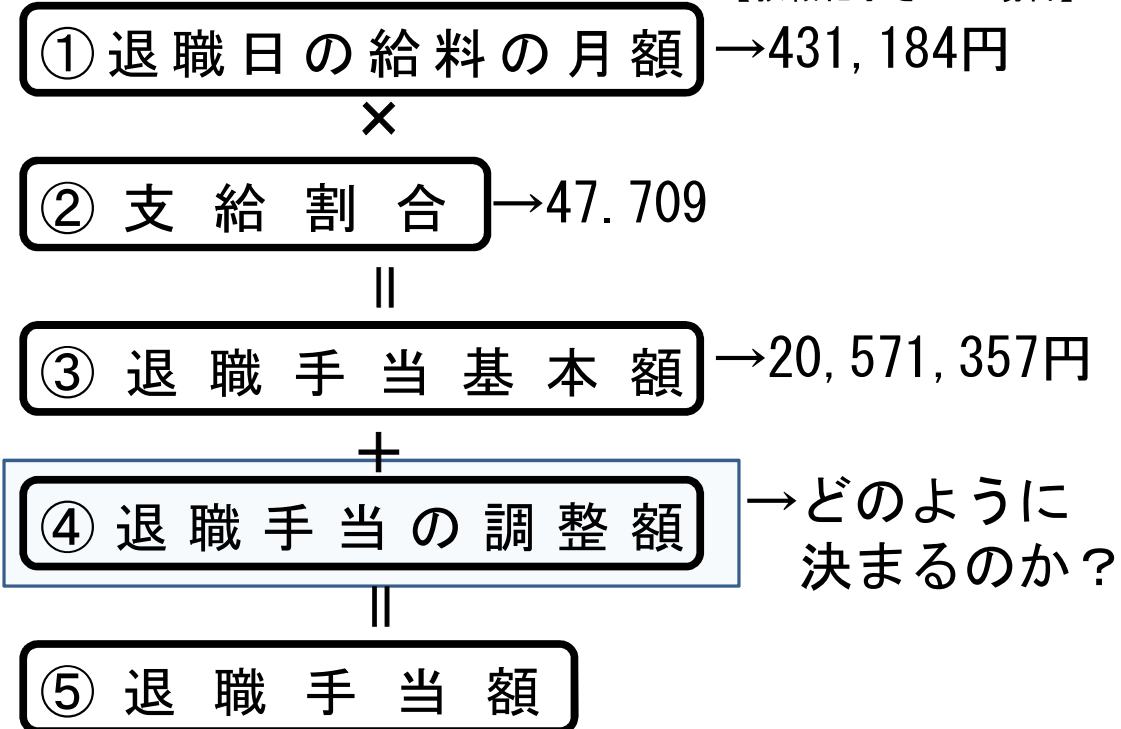 ①退職日の給料の月額→431,184円
×
②支給割合→47.709
||
③退職手当基本額→20,571,357円
＋
④退職手当の調整額→どのように
決まるのか？
||
⑤退職手当額